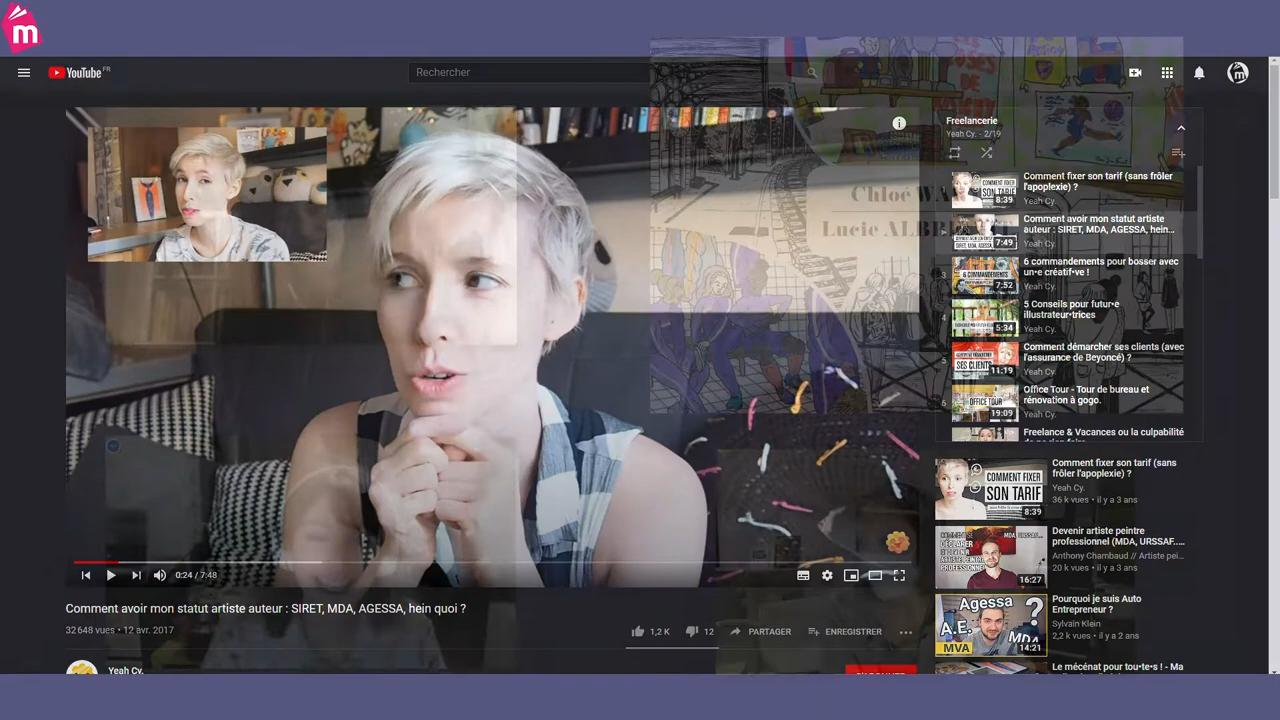 m
YouTube FR
Rechercher
Freelancerie
Yeah Cy. - 2/19
Comment fixer son tarif (sans frôler l'apoplexie) ?
Yeah Cy.
8:39
Comment avoir mon statut artiste auteur : SIRET, MDA, AGESSA, hein...
Yeah Cy.
7:49
6 commandements pour bosser avec un•e créatif•ve !
Yeah Cy.
7:52
5 Conseils pour futur•e illustrateur•trices
Yeah Cy.
5:34
Comment démarcher ses clients (avec l'assurance de Beyoncé) ?
Yeah Cy.
11:19
Office Tour - Tour de bureau et rénovation à gogo.
Yeah Cy.
19:09
Freelance & Vacances ou la culpabilité
Chloé
Lucie
0:24 / 7:48
Comment avoir mon statut artiste auteur : SIRET, MDA, AGESSA, hein quoi ?
32 648 vues • 12 avr. 2017
1,2 K
12
PARTAGER
ENREGISTRER
Yeah Cy.
COMMENT FIXER
SON TARIF
8:39
Comment fixer son tarif (sans frôler l'apoplexie) ?
Yeah Cy.
36 k vues • il y a 3 ans
16:27
Devenir artiste peintre professionnel (MDA, URSSAF.....
Anthony Chambaud // Artiste pei...
20 k vues • il y a 3 ans
Agessa
?
A.E.
MDA
MVA
14:21
Pourquoi je suis Auto Entrepreneur ?
Sylvain Klein
2,2 k vues • il y a 2 ans
Le mécénat pour tou•te•s ! - Ma